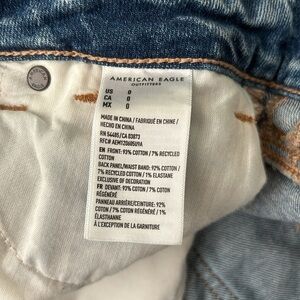 AMERICAN EAGLE
OUTFITTERS
US 0
CA 0
MX 0
MADE IN CHINA / FABRIQUÉ EN CHINE /
HECHO EN CHINA
RN 54485/CA 03873
RFC# AEM1206050YA
EN FRONT: 93% COTTON / 7% RECYCLED
COTTON
BACK PANEL/WAIST BAND: 92% COTTON /
7% RECYCLED COTTON / 1% ELASTANE
EXCLUSIVE OF DECORATION
FR DEVANT: 93% COTON / 7% COTON
RÉGÉNÉRÉ
PANNEAU ARRIÈRE/CEINTURE: 92%
COTON / 7% COTON RÉGÉNÉRÉ / 1%
ÉLASTHANNE
À L'EXCEPTION DE LA GARNITURE